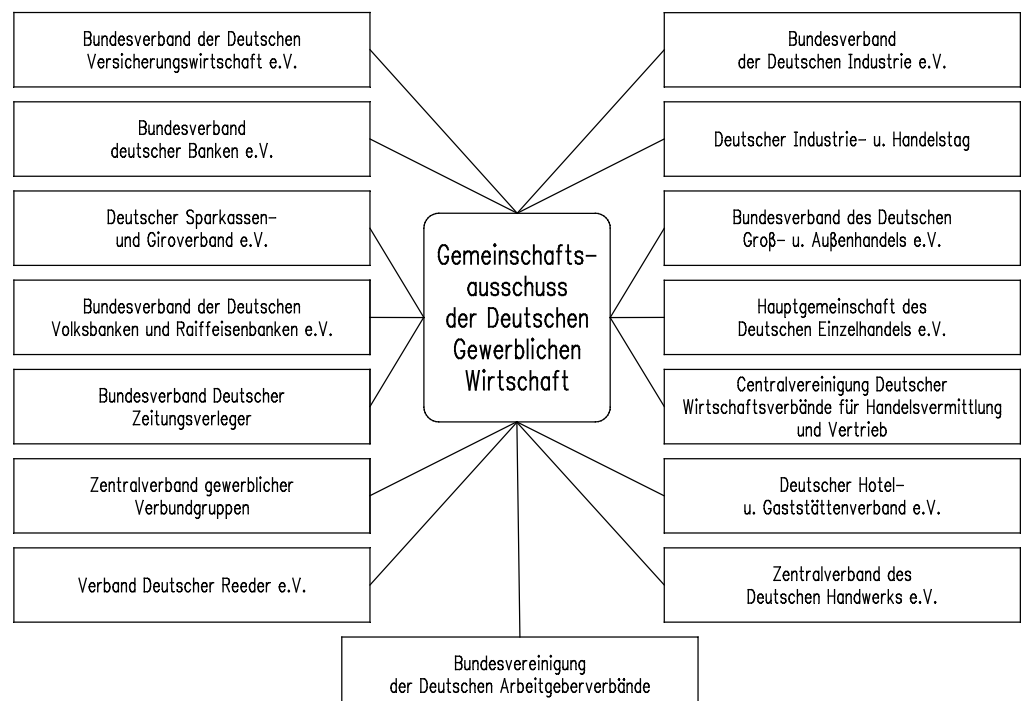 Bundesverband der Deutschen
Versicherungswirtschaft e.V.
Bundesverband
deutscher Banken e.V.
Deutscher Sparkassen-
und Giroverband e.V.
Bundesverband der Deutschen
Volksbanken und Raiffeisenbanken e.V.
Bundesverband Deutscher
Zeitungsverleger
Zentralverband gewerblicher
Verbundgruppen
Verband Deutscher Reeder e.V.
Gemeinschafts-
ausschuss
der Deutschen
Gewerblichen
Wirtschaft
Bundesverband
der Deutschen Industrie e.V.
Deutscher Industrie- u. Handelstag
Bundesverband des Deutschen
Groß- u. Außenhandels e.V.
Hauptgemeinschaft des
Deutschen Einzelhandels e.V.
Centralvereinigung Deutscher
Wirtschaftsverbände für Handelsvermittlung
und Vertrieb
Deutscher Hotel-
u. Gaststättenverband e.V.
Zentralverband des
Deutschen Handwerks e.V.
Bundesvereinigung
der Deutschen Arbeitgeberverbände